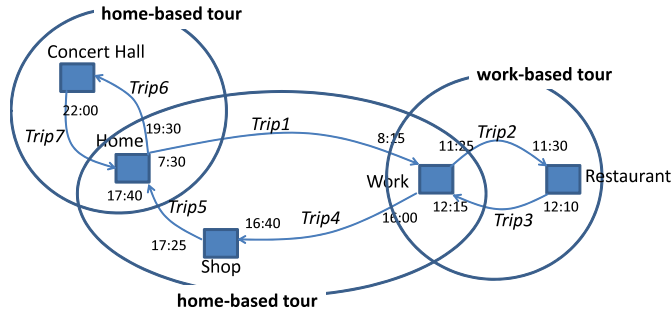 home-based tour
Concert Hall
Trip6
work-based tour
22:00
Trip7
Home
19:30
Trip1
8:15
11:25
Trip2
11:30
7:30
Work
Restaurant
17:40
Trip5
16:40
Trip4
16:00
12:15
Trip3
12:10
17:25
Shop
home-based tour